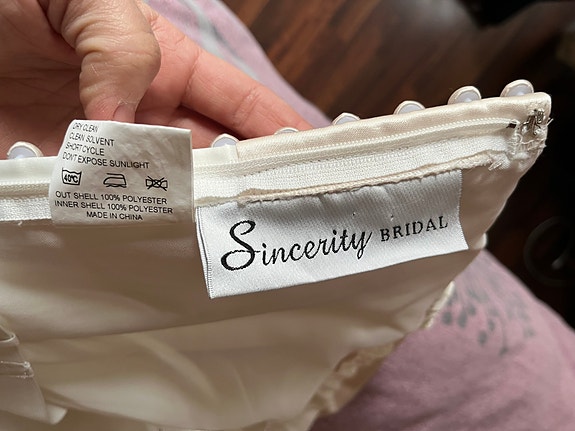 DRY CLEAN
CLEAN SOLVENT
SHORT CYCLE
DON'T EXPOSE SUNLIGHT
40°C
OUT SHELL 100% POLYESTER
INNER SHELL 100% POLYESTER
MADE IN CHINA
Sincerity BRIDAL